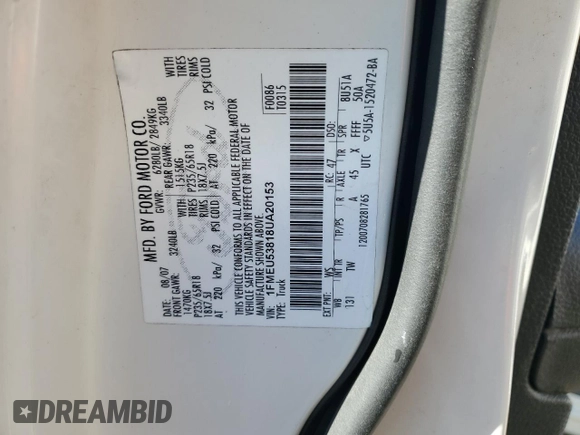 MFD. BY FORD MOTOR CO.
DATE: 08/07 GVWR: 6280LB/ 2849KG
FRONT GAWR: 3240LB REAR GAWR: 3340LB
1470KG 1515KG WITH
P235/65R18 P235/65R18 TIRES
18X7.5J 18X7.5J RIMS
AT 220 kPa/ 32 PSI COLD AT 220 kPa/ 32 PSI COLD
WITH
TIRES
RIMS
THIS VEHICLE CONFORMS TO ALL APPLICABLE FEDERAL MOTOR
VEHICLE SAFETY STANDARDS IN EFFECT ON THE DATE OF
MANUFACTURE SHOWN ABOVE.
VIN: 1FMEU53818UA20153
TYPE: Truck
F0086
T0315
EXT PNT: WS RC: 47 DSO:
WB INT TR TP/PS R AXLE TR SPR BU51A
131 TW A 45 X FFFF 50A
1200708281765 UTC 5U5A-1520472-BA
DREAMBID